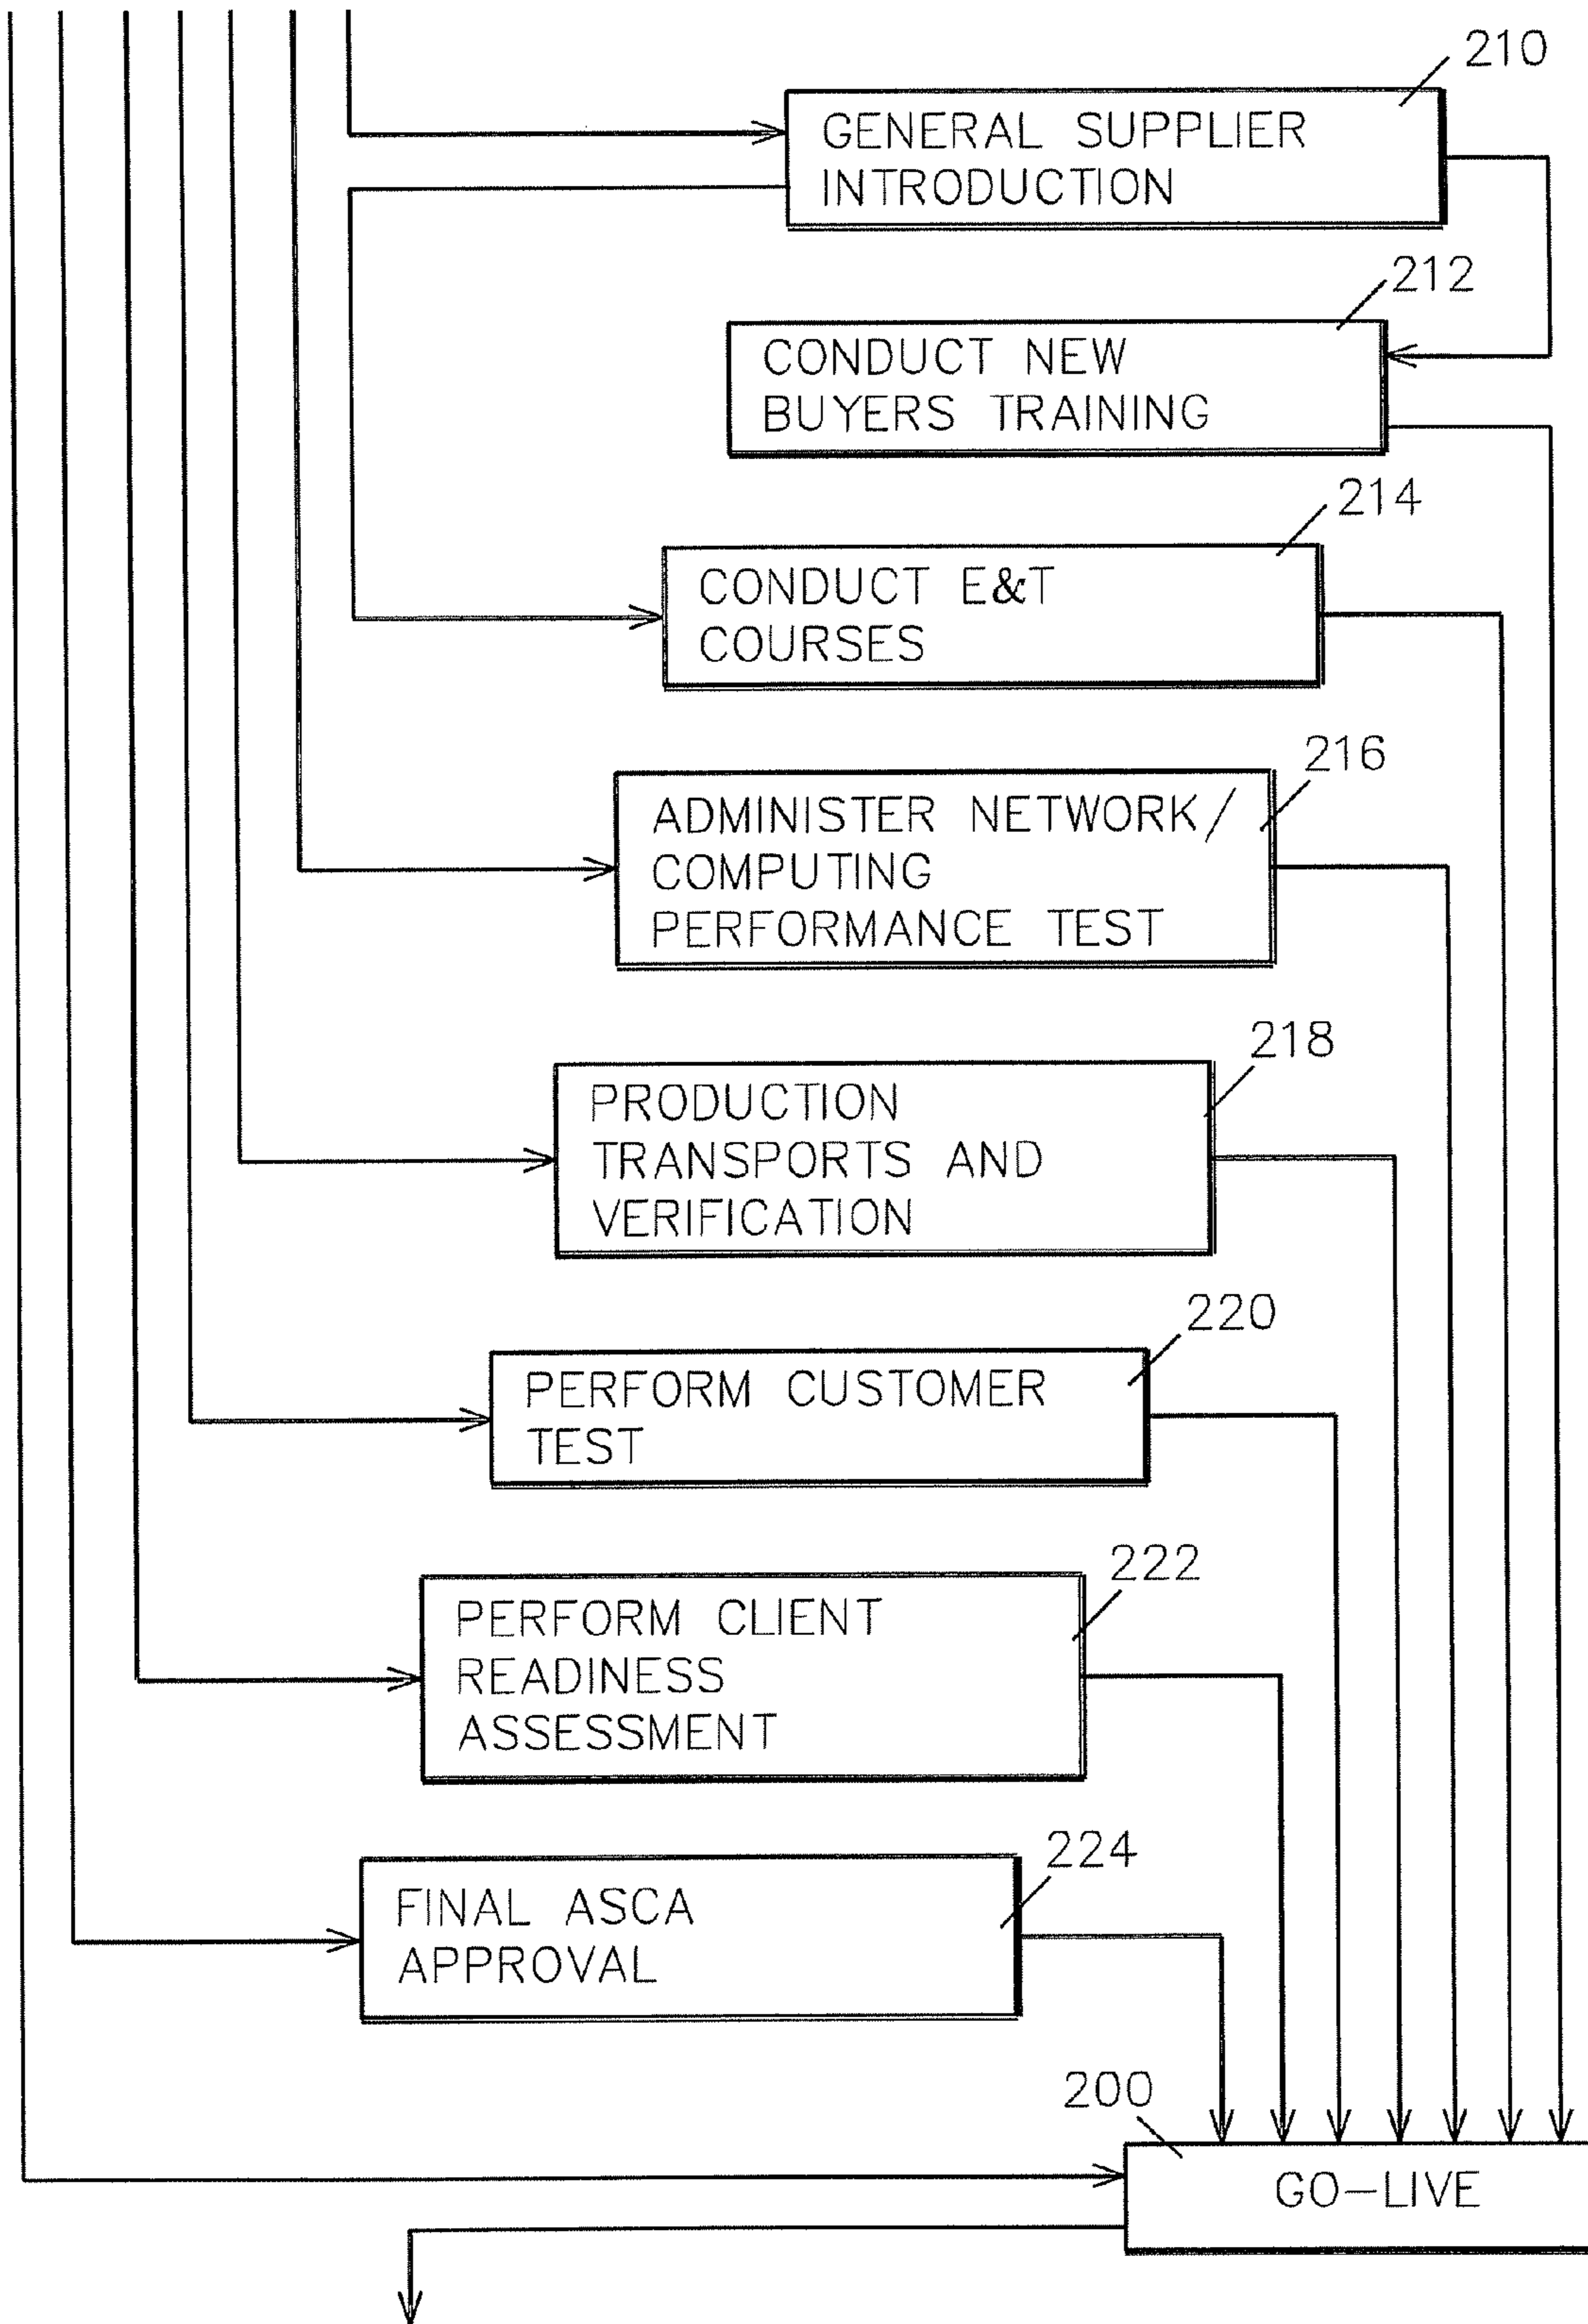 210
GENERAL SUPPLIER
INTRODUCTION
212
CONDUCT NEW
BUYERS TRAINING
214
CONDUCT E&T
COURSES
216
ADMINISTER NETWORK/
COMPUTING
PERFORMANCE TEST
218
PRODUCTION
TRANSPORTS AND
VERIFICATION
220
PERFORM CUSTOMER
TEST
222
PERFORM CLIENT
READINESS
ASSESSMENT
224
FINAL ASCA
APPROVAL
200
GO-LIVE